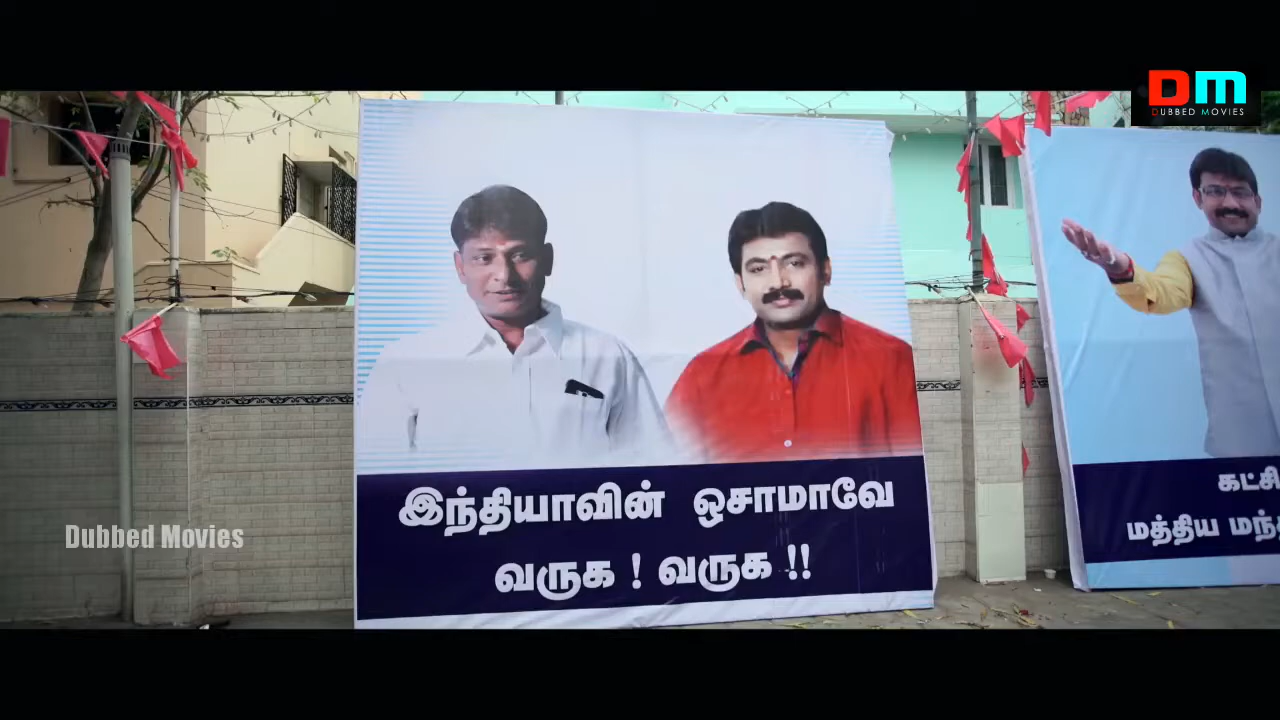 DM
DUBBED MOVIES
இந்தியாவின் ஒசாமாவே
வருக ! வருக !!
கட்சி
மத்திய
Dubbed Movies